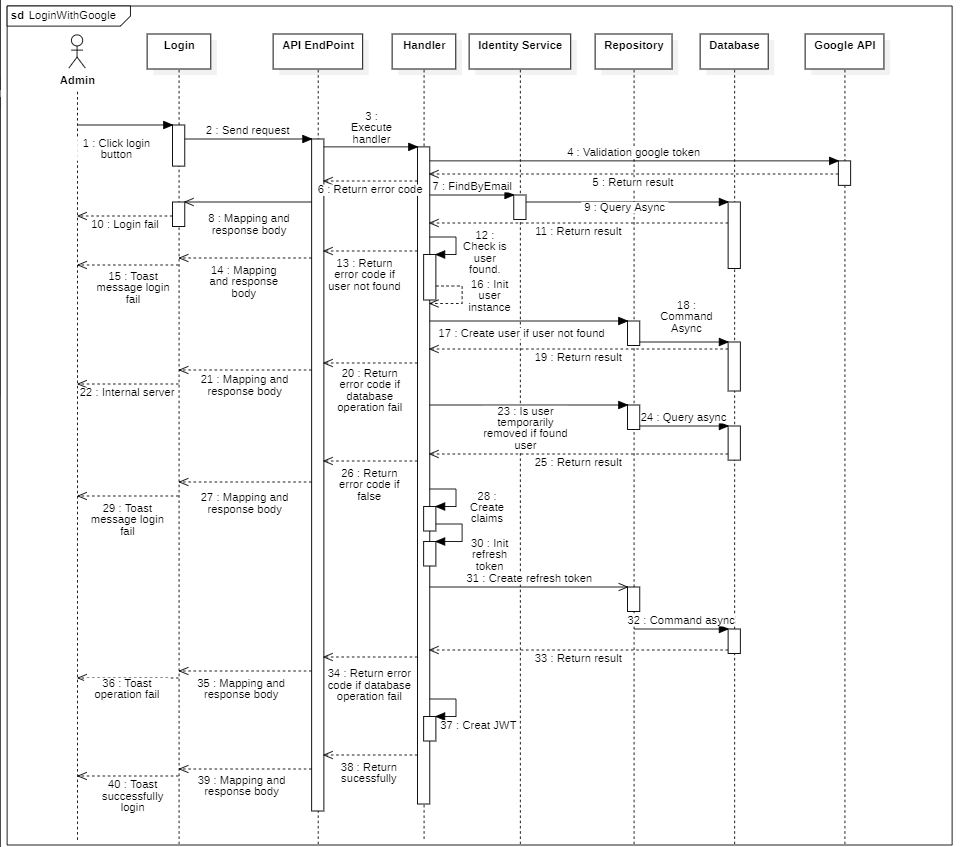 sd LoginWithGoogle
Admin
Login
API EndPoint
Handler
Identity Service
Repository
Database
Google API
1 : Click login
button
2 : Send request
3 :
Execute
handler
4 : Validation google token
5 : Return result
6 : Return error code
7 : FindByEmail
8 : Mapping and
response body
9 : Query Async
10 : Login fail
11 : Return result
12 :
Check is
user
found.
13 : Return
error code if
user not found
14 : Mapping
and response
body
15 : Toast
message login
fail
16 : Init
user
instance
17 : Create user if user not found
18 :
Command
Async
19 : Return result
20 : Return
error code if
database
operation fail
21 : Mapping and
response body
22 : Internal server
23 : Is user
temporarily
removed if found
user
24 : Query async
25 : Return result
26 : Return
error code if
false
27 : Mapping and
response body
28 :
Create
claims
29 : Toast
message login
fail
30 : Init
refresh
token
31 : Create refresh token
32 : Command async
33 : Return result
34 : Return error
code if database
operation fail
35 : Mapping and
response body
36 : Toast
operation fail
37 : Creat JWT
38 : Return
sucessfully
39 : Mapping and
response body
40 : Toast
successfully
login